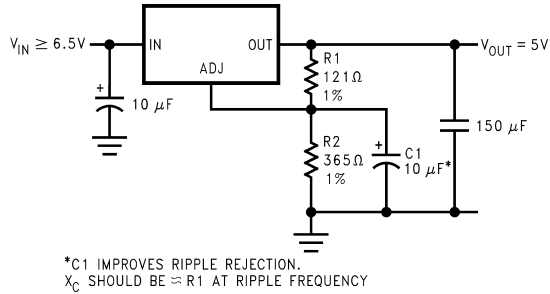 V_IN ≥ 6.5V
IN
OUT
ADJ
V_OUT = 5V
+
10 μF
R1
121Ω
1%
R2
365Ω
1%
+
C1
10 μF*
150 μF
*C1 IMPROVES RIPPLE REJECTION.
X_C SHOULD BE ≈ R1 AT RIPPLE FREQUENCY